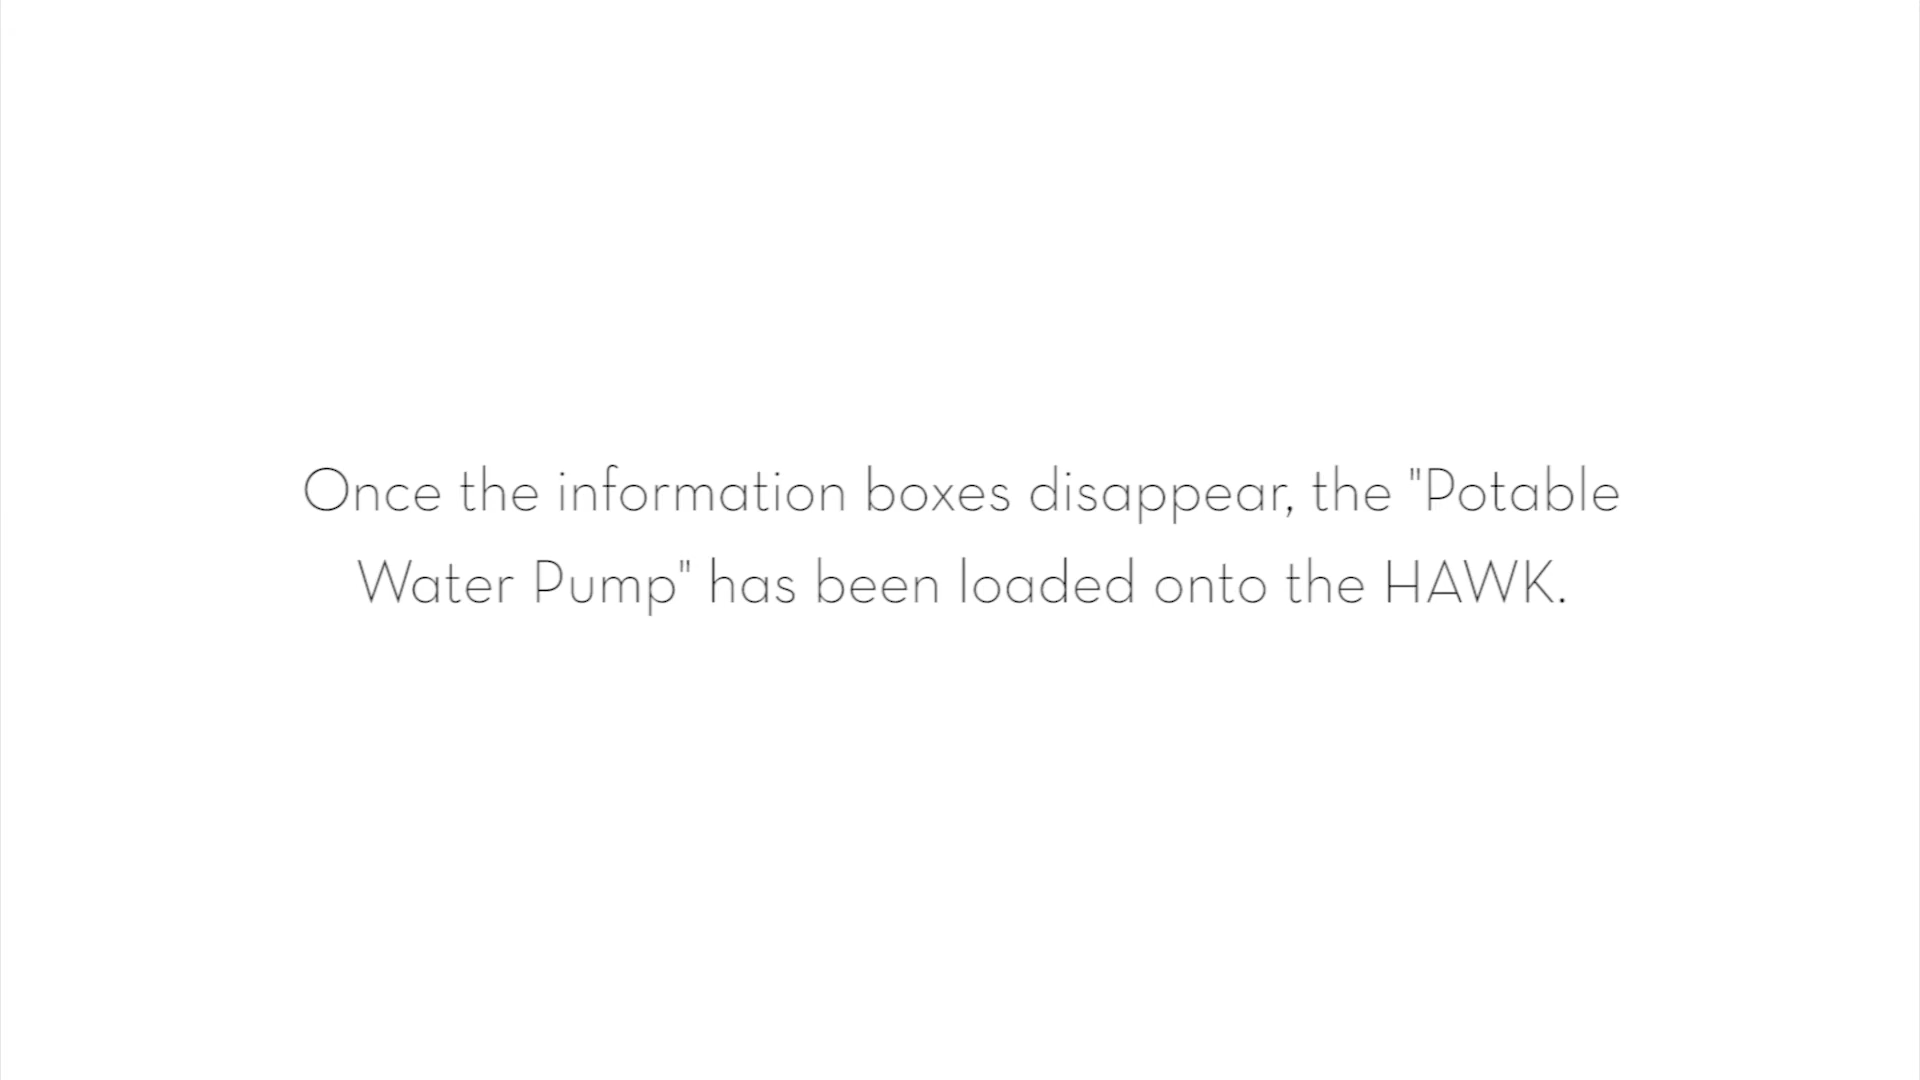 Once the information boxes disappear, the "Potable
Water Pump" has been loaded onto the HAWK.